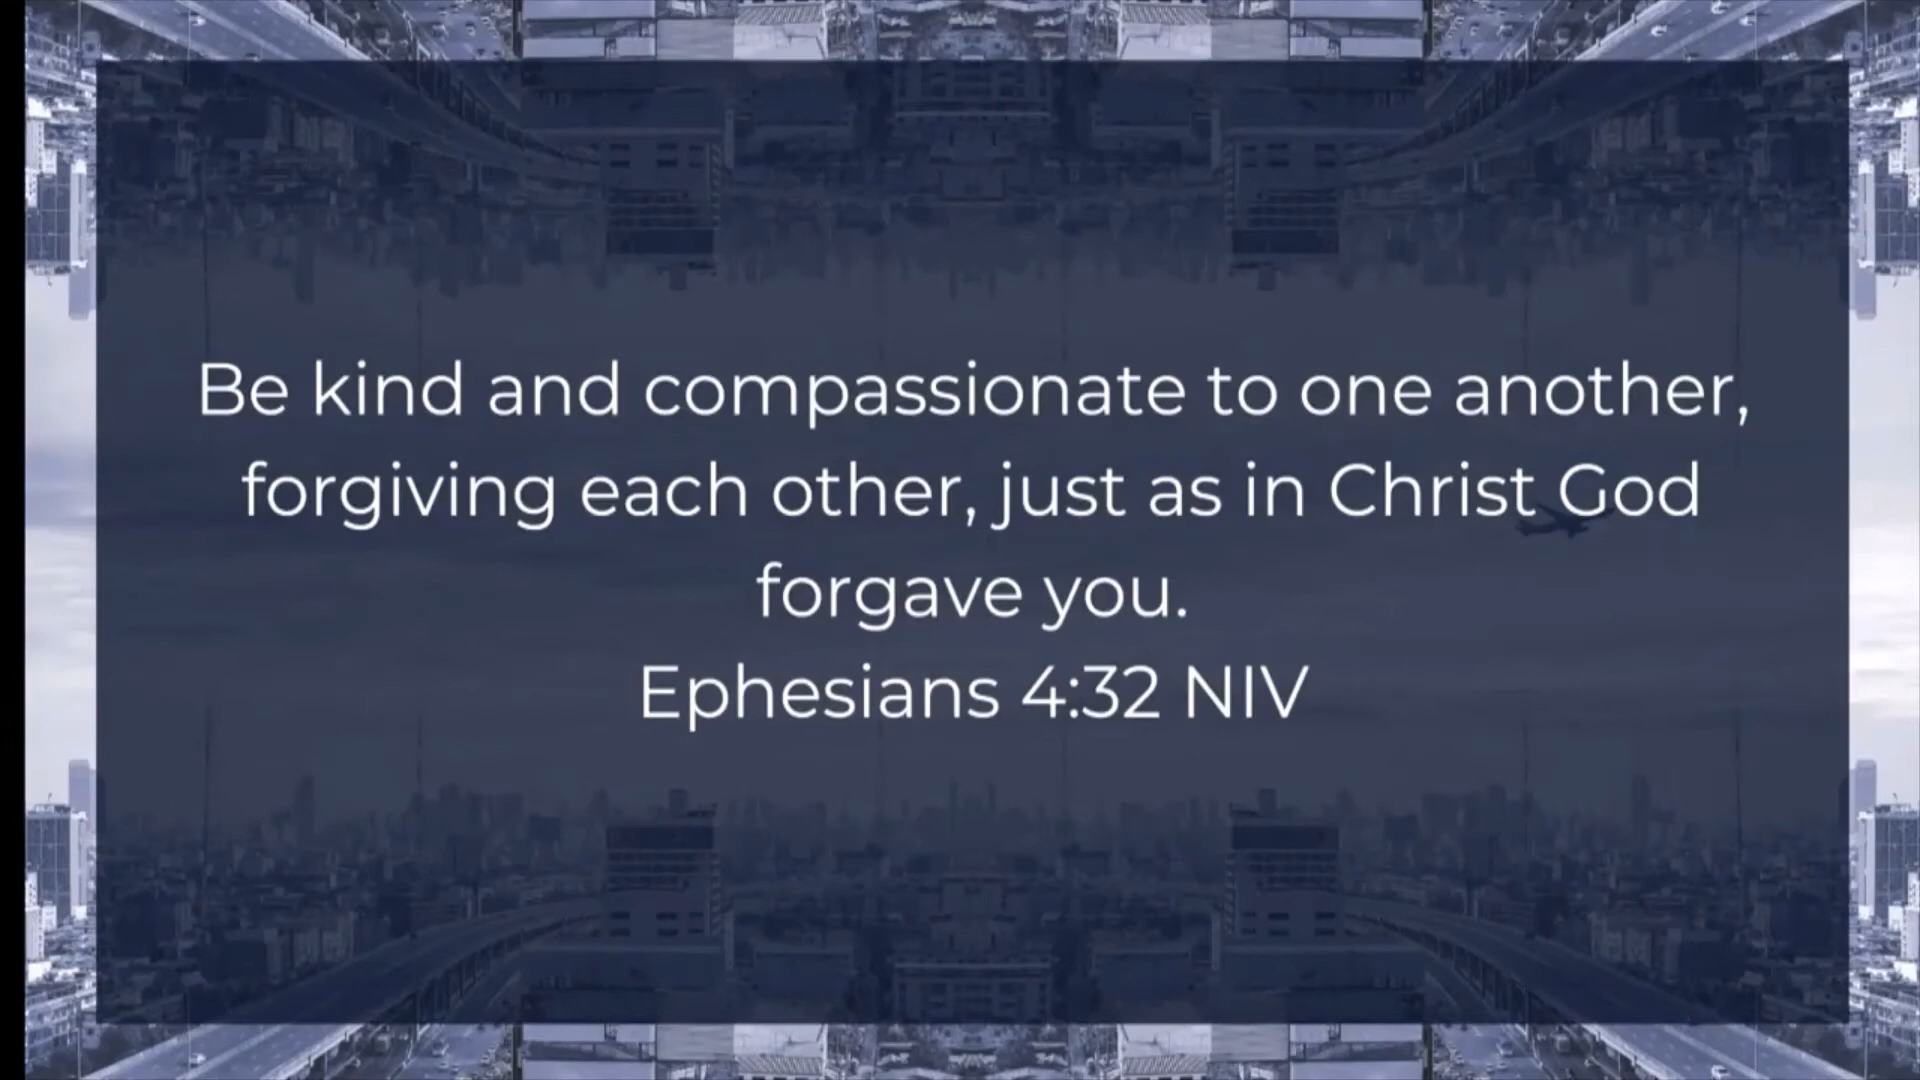 Be kind and compassionate to one another,
forgiving each other, just as in Christ God
forgave you.
Ephesians 4:32 NIV